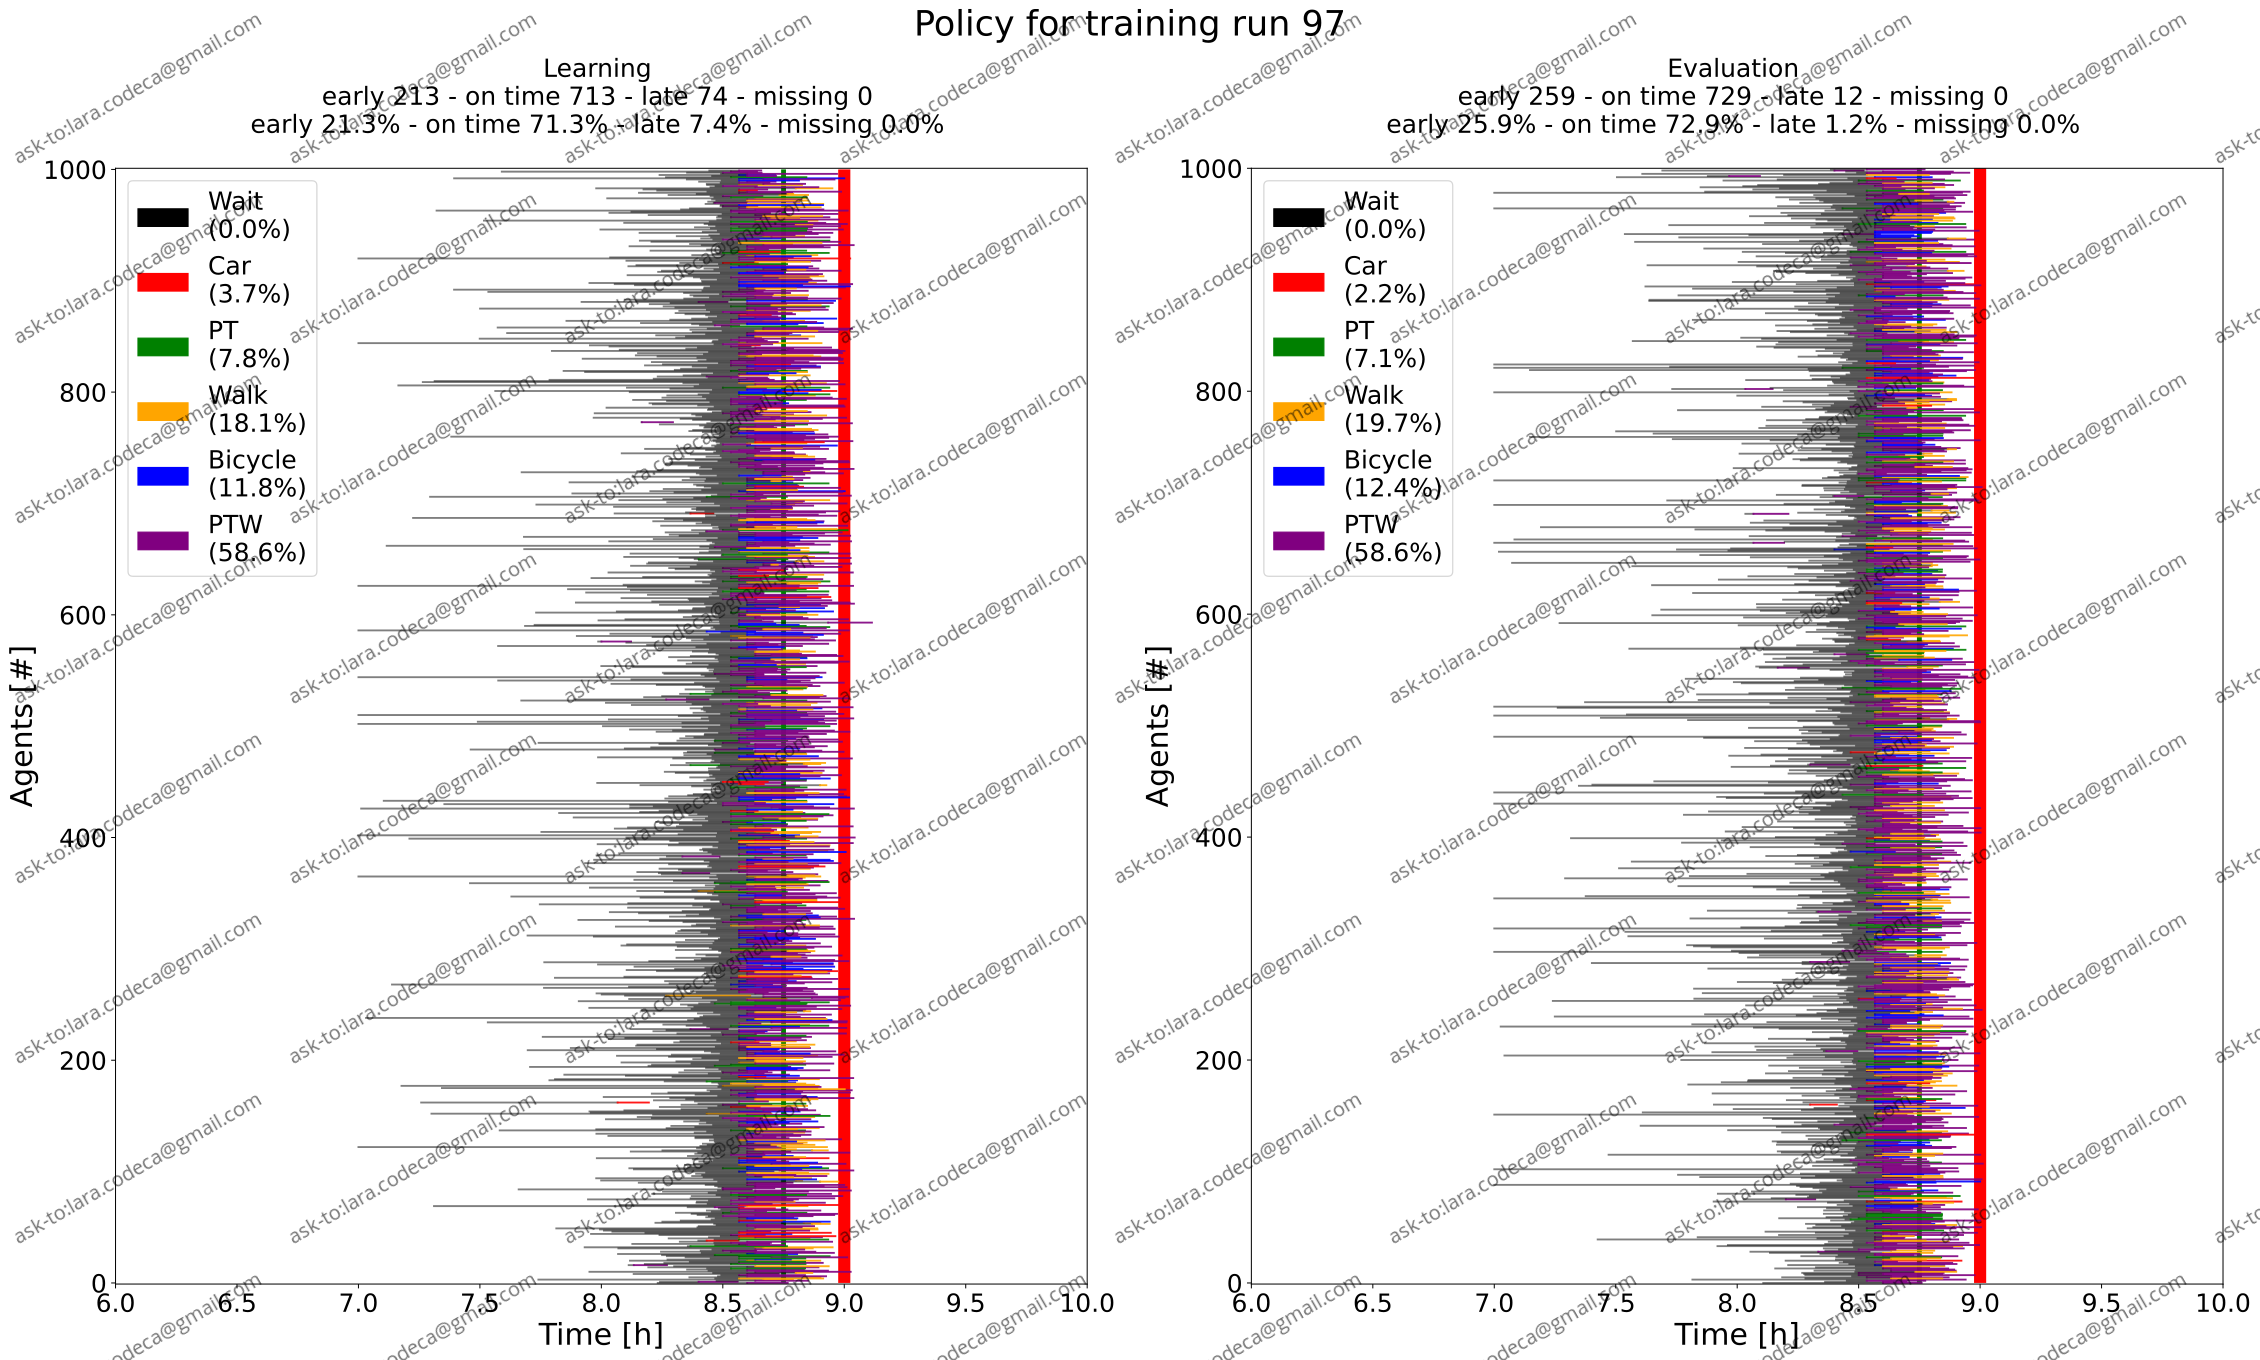 Policy for training run 97
Learning
early 213 - on time 713 - late 74 - missing 0
early 21.3% - on time 71.3% - late 7.4% - missing 0.0%
1000
800
600
400
200
0
Agents [#]
Wait
(0.0%)
Car
(3.7%)
PT
(7.8%)
Walk
(18.1%)
Bicycle
(11.8%)
PTW
(58.6%)
6.0 6.5 7.0 7.5 8.0 8.5 9.0 9.5 10.0
Time [h]
Evaluation
early 259 - on time 729 - late 12 - missing 0
early 25.9% - on time 72.9% - late 1.2% - missing 0.0%
1000
800
600
400
200
0
Agents [#]
Wait
(0.0%)
Car
(2.2%)
PT
(7.1%)
Walk
(19.7%)
Bicycle
(12.4%)
PTW
(58.6%)
6.0 6.5 7.0 7.5 8.0 8.5 9.0 9.5 10.0
Time [h]
ask-to:lara.codeca@gmail.com